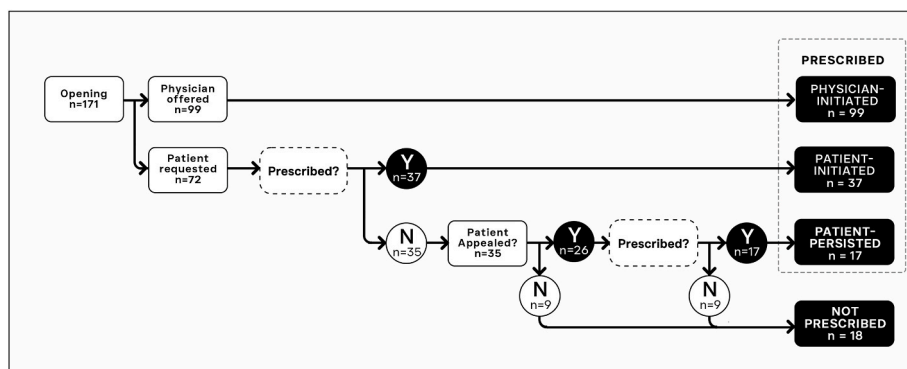 PRESCRIBED
Opening
n=171
Physician
offered
n=99
PHYSICIAN-
INITIATED
n = 99
Patient
requested
n=72
Prescribed?
Y
n=37
PATIENT-
INITIATED
n = 37
N
n=35
Patient
Appealed?
n=35
Y
n=26
Prescribed?
Y
n=17
PATIENT-
PERSISTED
n = 17
N
n=9
N
n=9
NOT
PRESCRIBED
n = 18